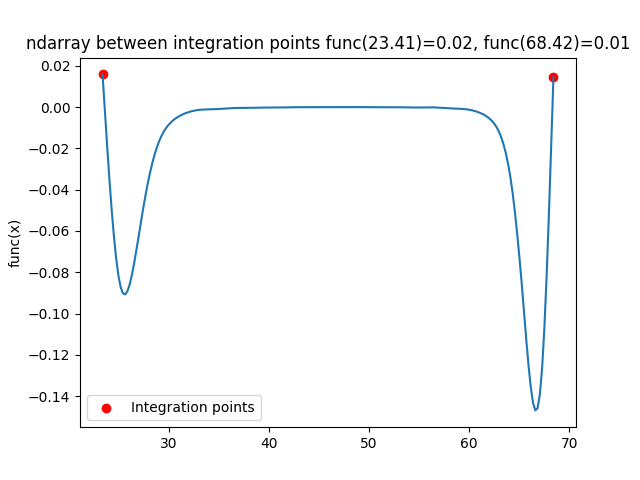 ndarray between integration points func(23.41)=0.02, func(68.42)=0.01
0.02
0.00
−0.02
−0.04
−0.06
−0.08
−0.10
−0.12
−0.14
func(x)
Integration points
30 40 50 60 70